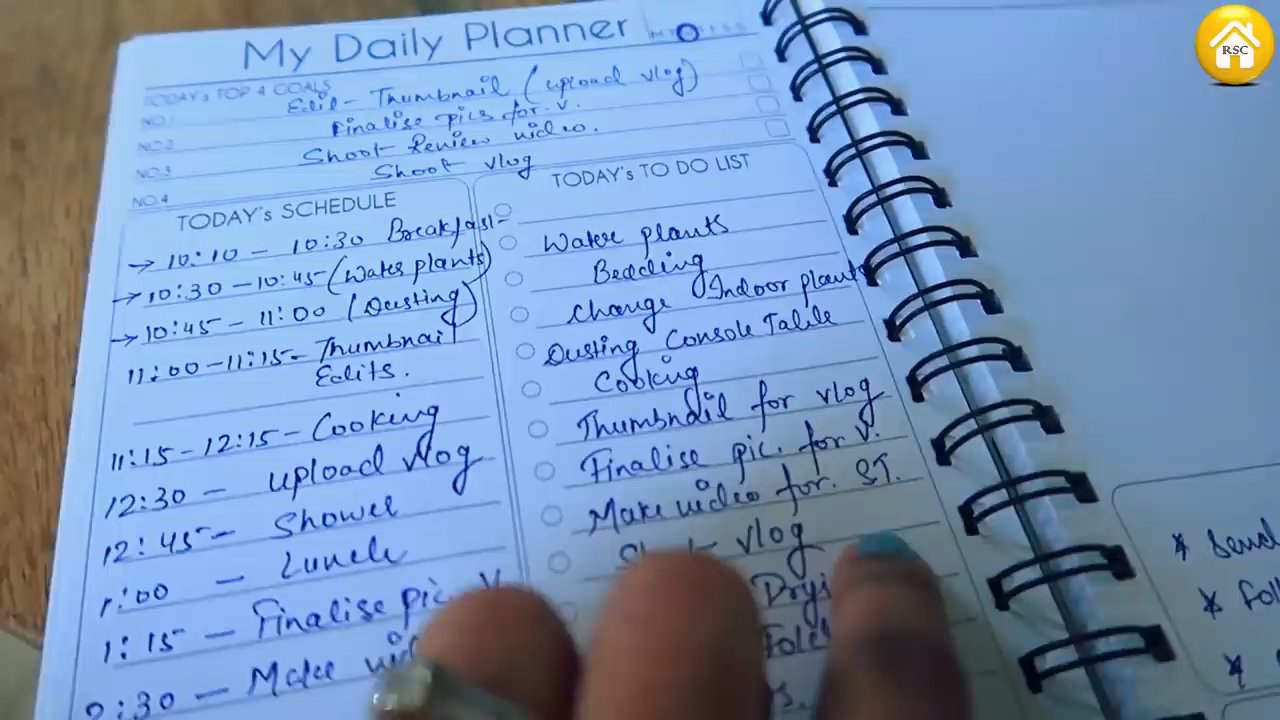 My Daily Planner
TODAY's TOP 4 GOALS
NO.1 Edit- Thumbnail (upload vlog)
NO.2 Finalise pics for. V.
NO.3 Shoot Review video.
NO.4 Shoot vlog
TODAY's SCHEDULE
→ 10:10 - 10:30 Breakfast
→ 10:30 - 10:45 (Water plants)
→ 10:45 - 11:00 (Dusting)
11:00-11:15- Thumbnail
Edits.
11:15-12:15- Cooking
12:30 - upload vlog
12:45- Shower
1:00 - Lunch
1:15 - Finalise pic. V
2:30 - Make
TODAY's TO DO LIST
Water plants
Bedding
Change Indoor plants
Dusting Console Table
Cooking
Thumbnail for vlog
Finalise pic. for V.
Make video for. ST.
vlog
* Send
*
*
RSC